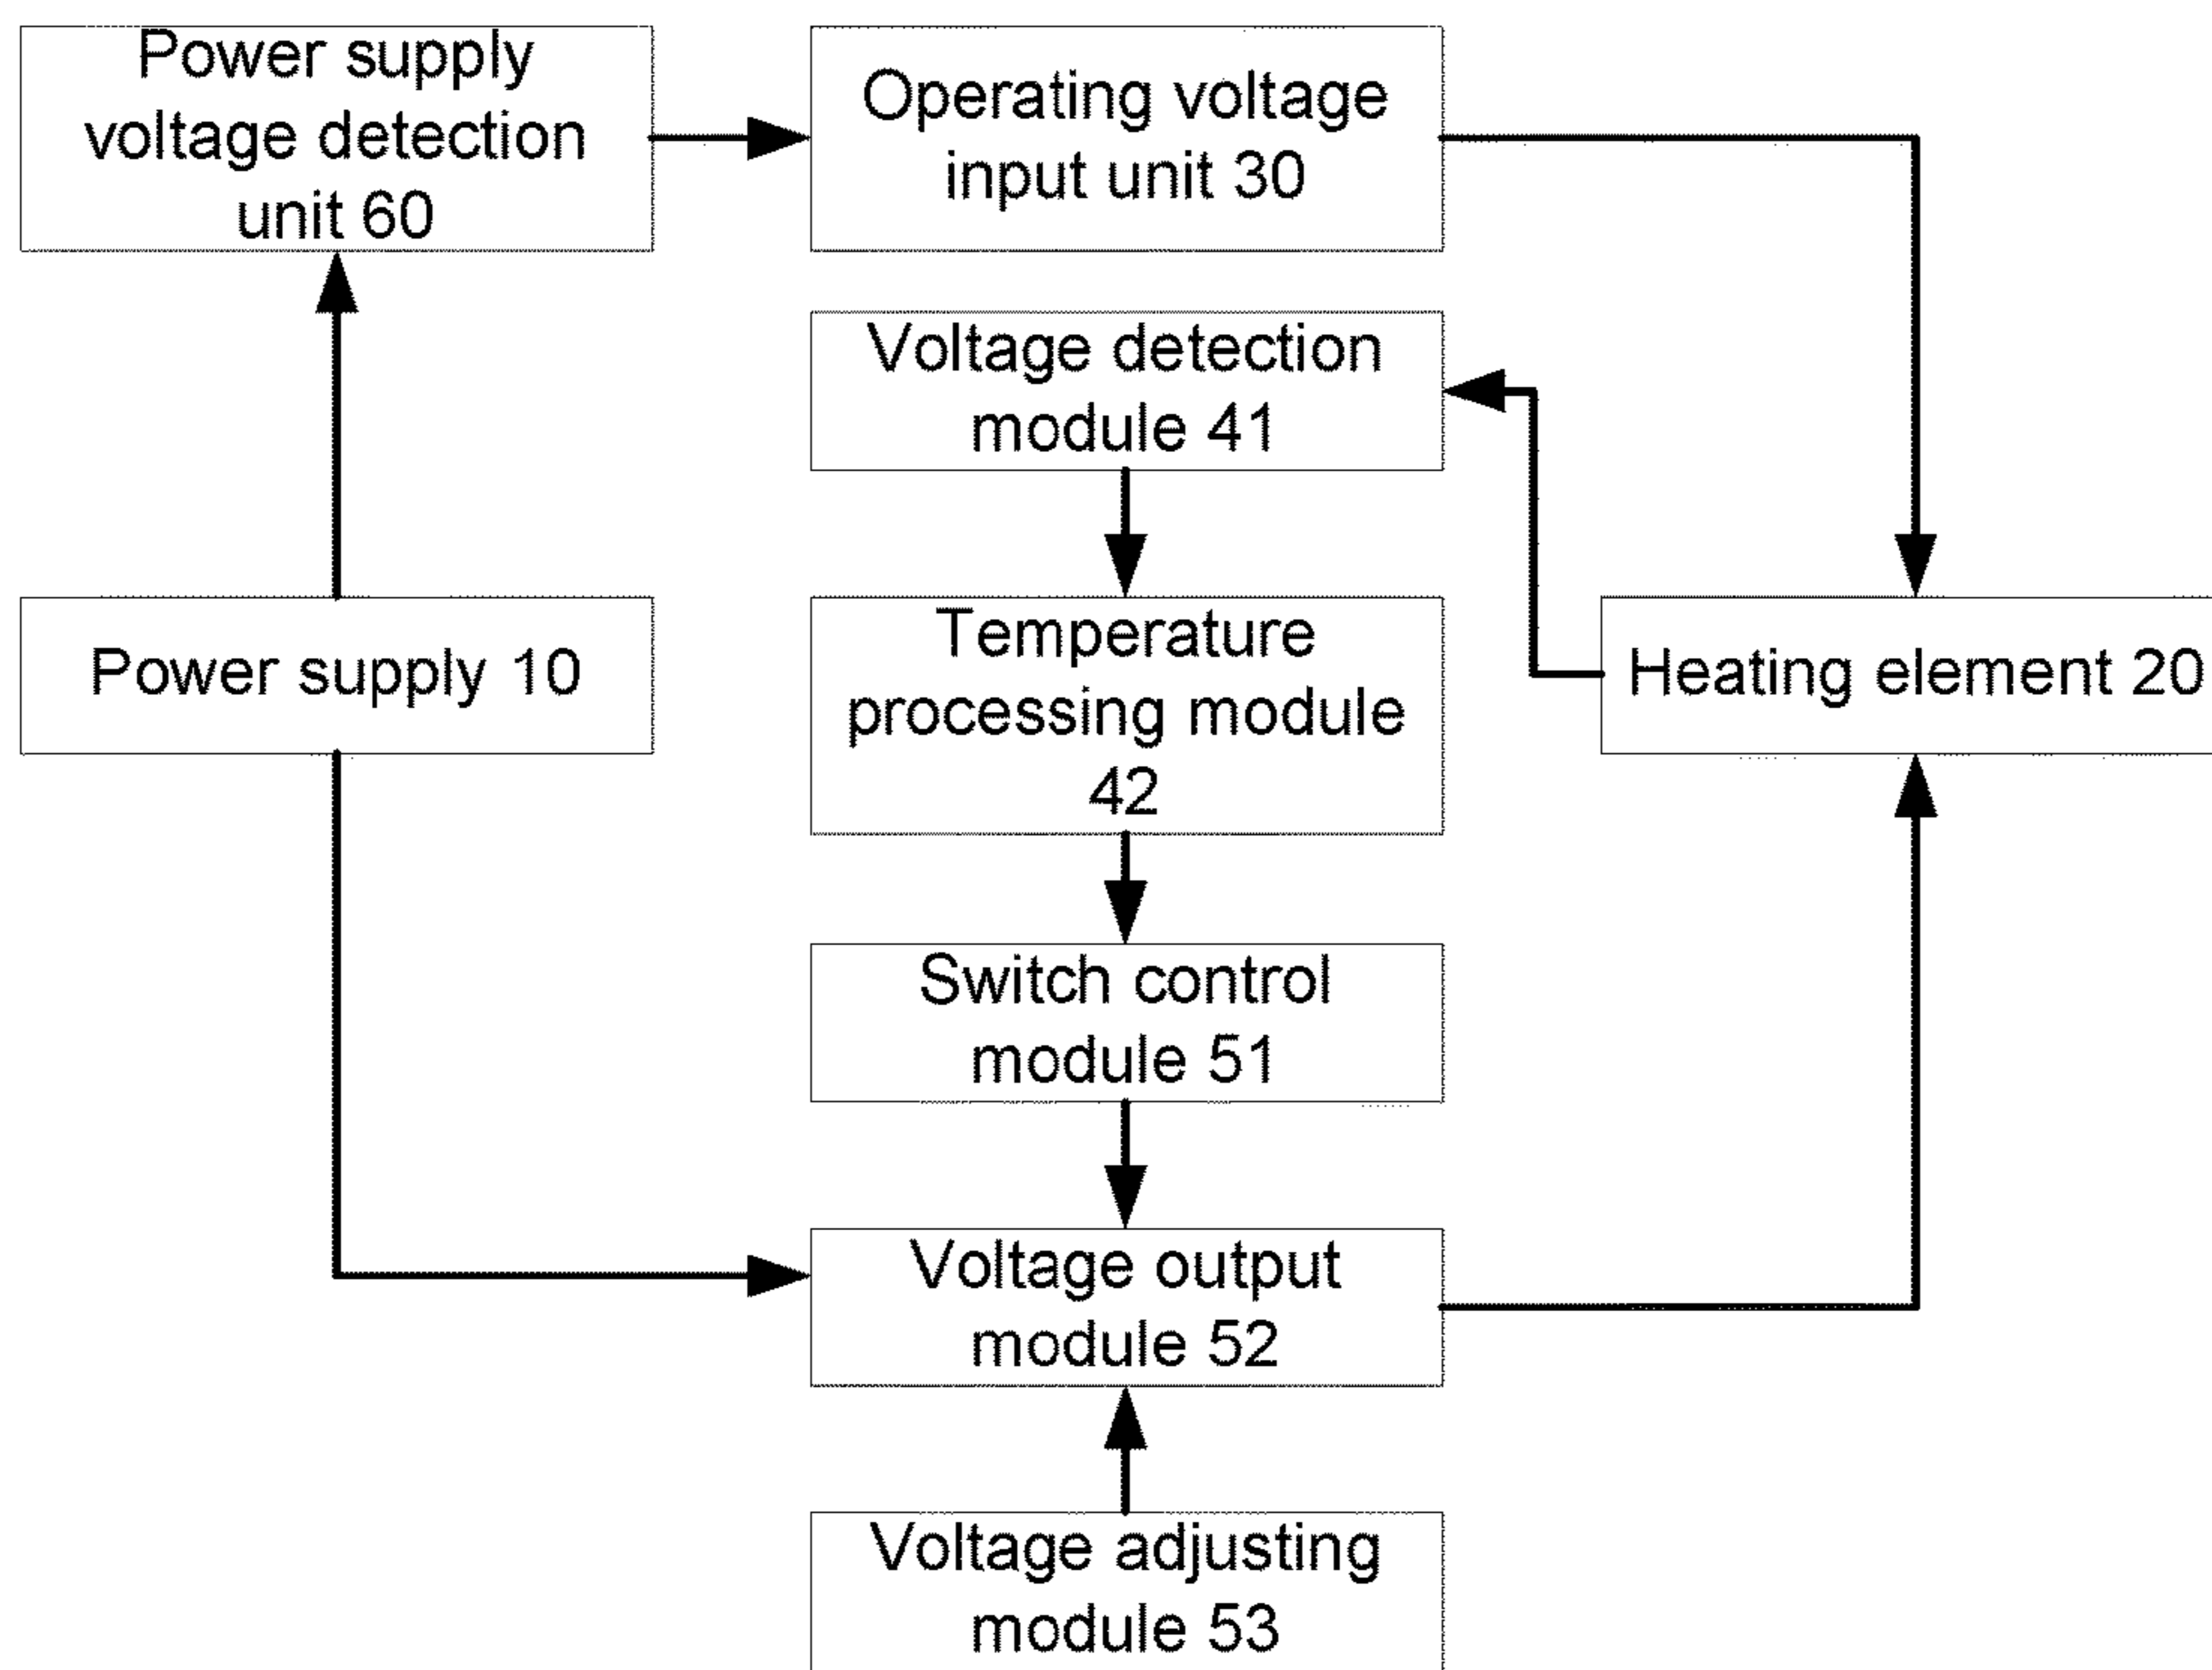 Power supply
voltage detection
unit 60
Operating voltage
input unit 30
Voltage detection
module 41
Power supply 10
Temperature
processing module
42
Heating element 20
Switch control
module 51
Voltage output
module 52
Voltage adjusting
module 53